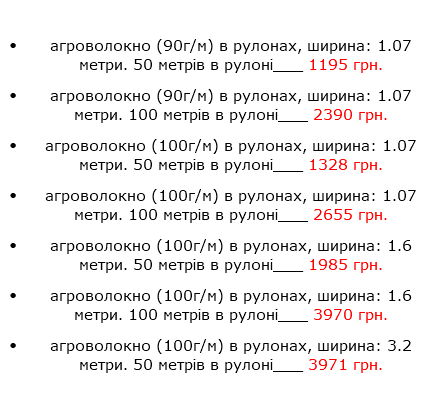 • агроволокно (90г/м) в рулонах, ширина: 1.07
метри. 50 метрів в рулоні___ 1195 грн.
• агроволокно (90г/м) в рулонах, ширина: 1.07
метри. 100 метрів в рулоні___ 2390 грн.
• агроволокно (100г/м) в рулонах, ширина: 1.07
метри. 50 метрів в рулоні___ 1328 грн.
• агроволокно (100г/м) в рулонах, ширина: 1.07
метри. 100 метрів в рулоні___ 2655 грн.
• агроволокно (100г/м) в рулонах, ширина: 1.6
метри. 50 метрів в рулоні___ 1985 грн.
• агроволокно (100г/м) в рулонах, ширина: 1.6
метри. 100 метрів в рулоні___ 3970 грн.
• агроволокно (100г/м) в рулонах, ширина: 3.2
метри. 50 метрів в рулоні___ 3971 грн.